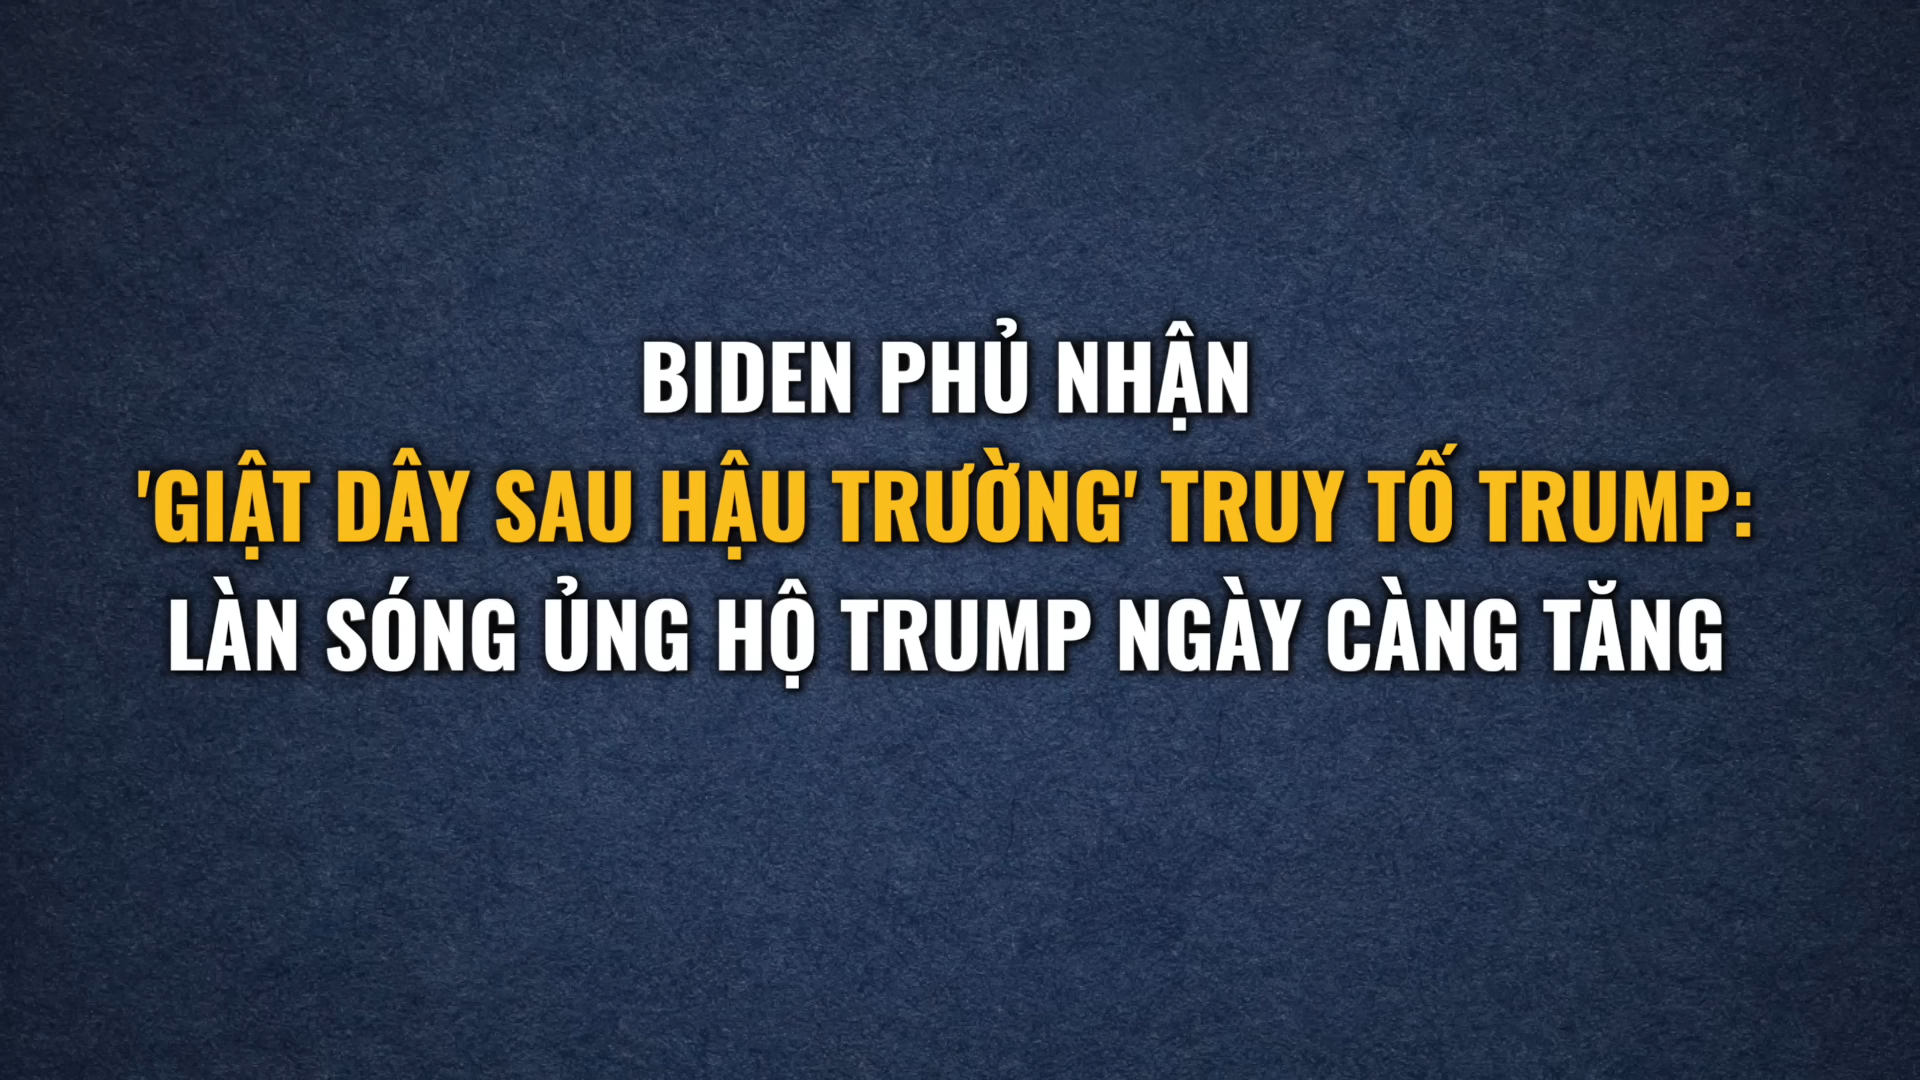 BIDEN PHỦ NHẬN
'GIẬT DÂY SAU HẬU TRƯỜNG' TRUY TỐ TRUMP:
LÀN SÓNG ỦNG HỘ TRUMP NGÀY CÀNG TĂNG